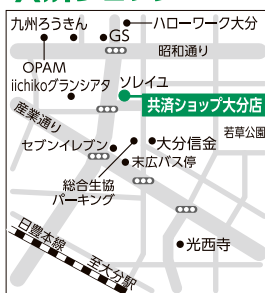 九州ろうきん
ハローワーク大分
GS
昭和通り
OPAM
iichikoグランシアタ
ソレイユ
共済ショップ大分店
産業通り
若草公園
セブンイレブン
大分信金
末広バス停
総合生協
パーキング
光西寺
日豊本線
至大分駅